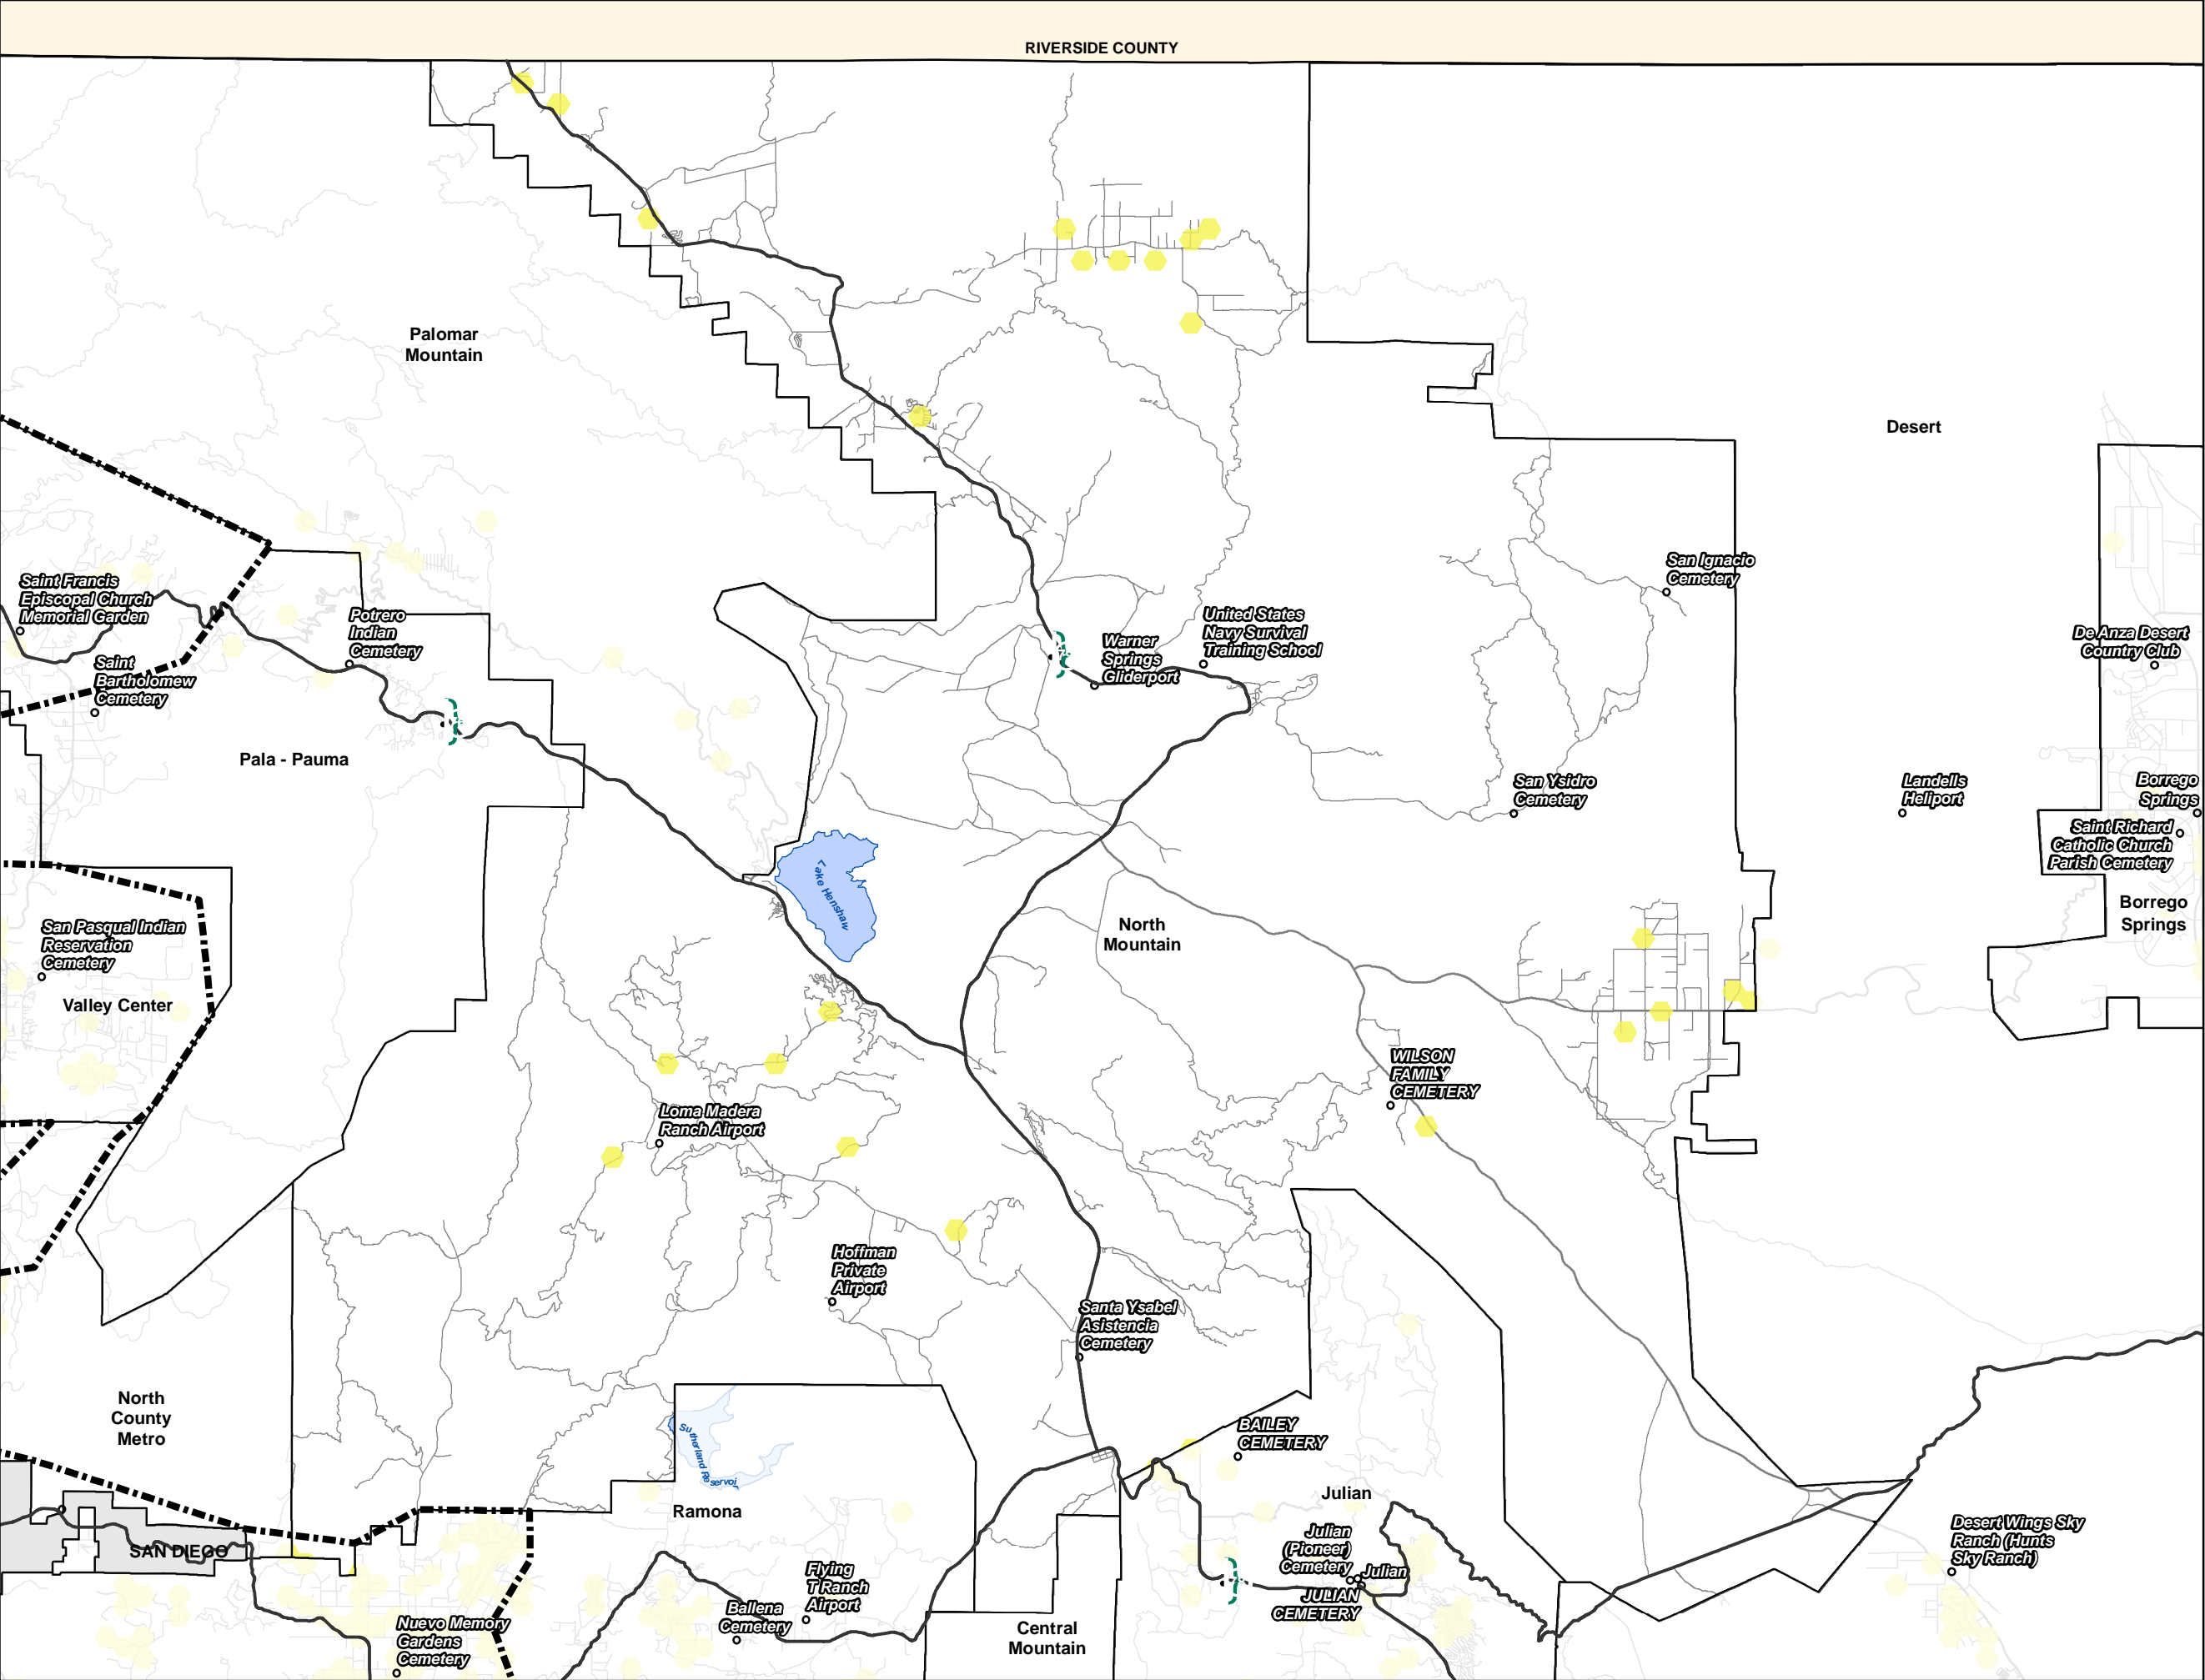 RIVERSIDE COUNTY
Palomar
Mountain
Desert
San Ignacio
Cemetery
Saint Francis
Episcopal Church
Memorial Garden
Potrero
Indian
Cemetery
United States
Navy Survival
Training School
Warner
Springs
Gliderport
De Anza Desert
Country Club
Saint
Bartholomew
Cemetery
Pala - Pauma
San Ysidro
Cemetery
Landells
Heliport
Borrego
Springs
Saint Richard
Catholic Church
Parish Cemetery
Lake Henshaw
Borrego
Springs
North
Mountain
San Pasqual Indian
Reservation
Cemetery
Valley Center
WILSON
FAMILY
CEMETERY
Loma Madera
Ranch Airport
Hoffman
Private
Airport
Santa Ysabel
Asistencia
Cemetery
North
County
Metro
BAILEY
CEMETERY
Sutherland Reservoi
Ramona
Julian
SAN DIEGO
Julian
(Pioneer)
Cemetery
Julian
JULIAN
CEMETERY
Desert Wings Sky
Ranch (Hunts
Sky Ranch)
Flying
T Ranch
Airport
Ballena
Cemetery
Nuevo Memory
Gardens
Cemetery
Central
Mountain